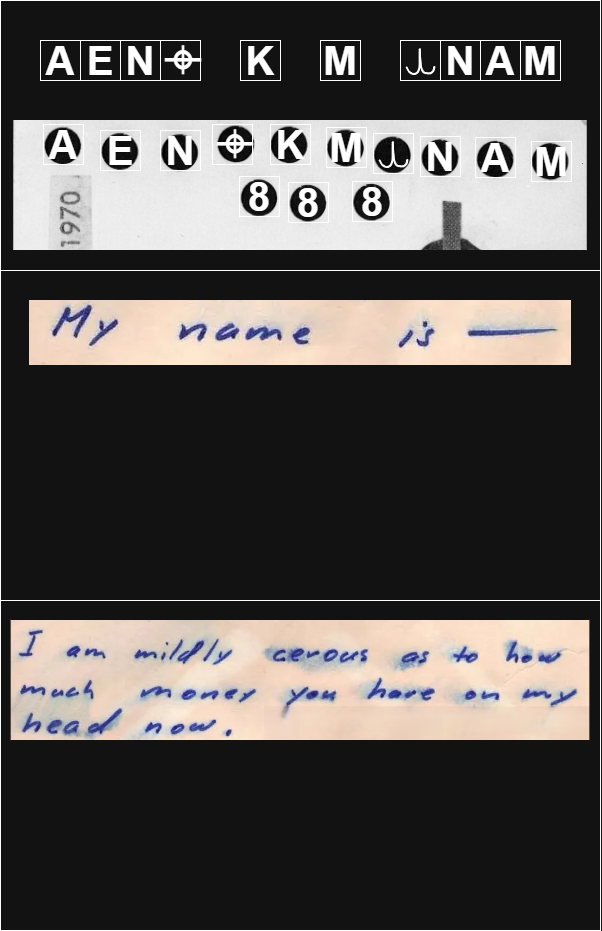 AEN⌖ K M ⚓NAM
A E N ⌖ K M ⚓ N A M
8 8 8
1970
My name is —
I am mildly cerous as to how
much money you have on my
head now.